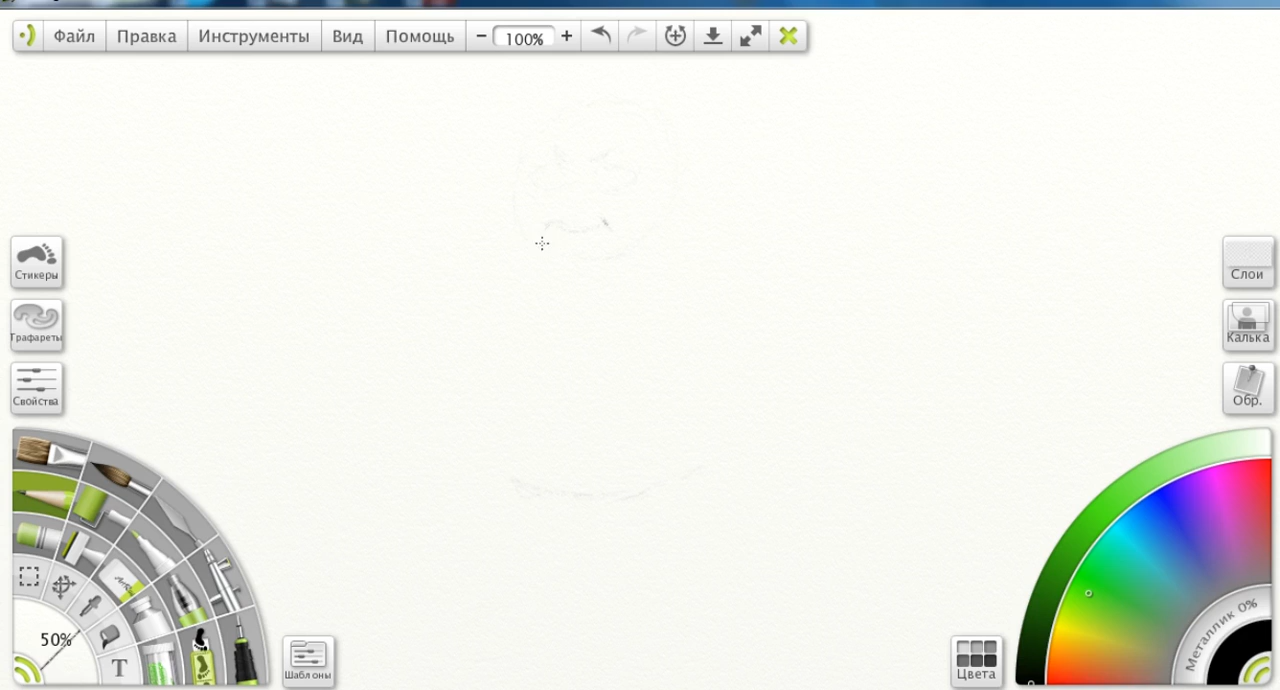 Файл Правка Инструменты Вид Помощь − 100% +
Стикеры
Слои
Трафареты
Калька
Свойства
Обр.
50%
T
Шаблоны
Цвета
Металлик 0%